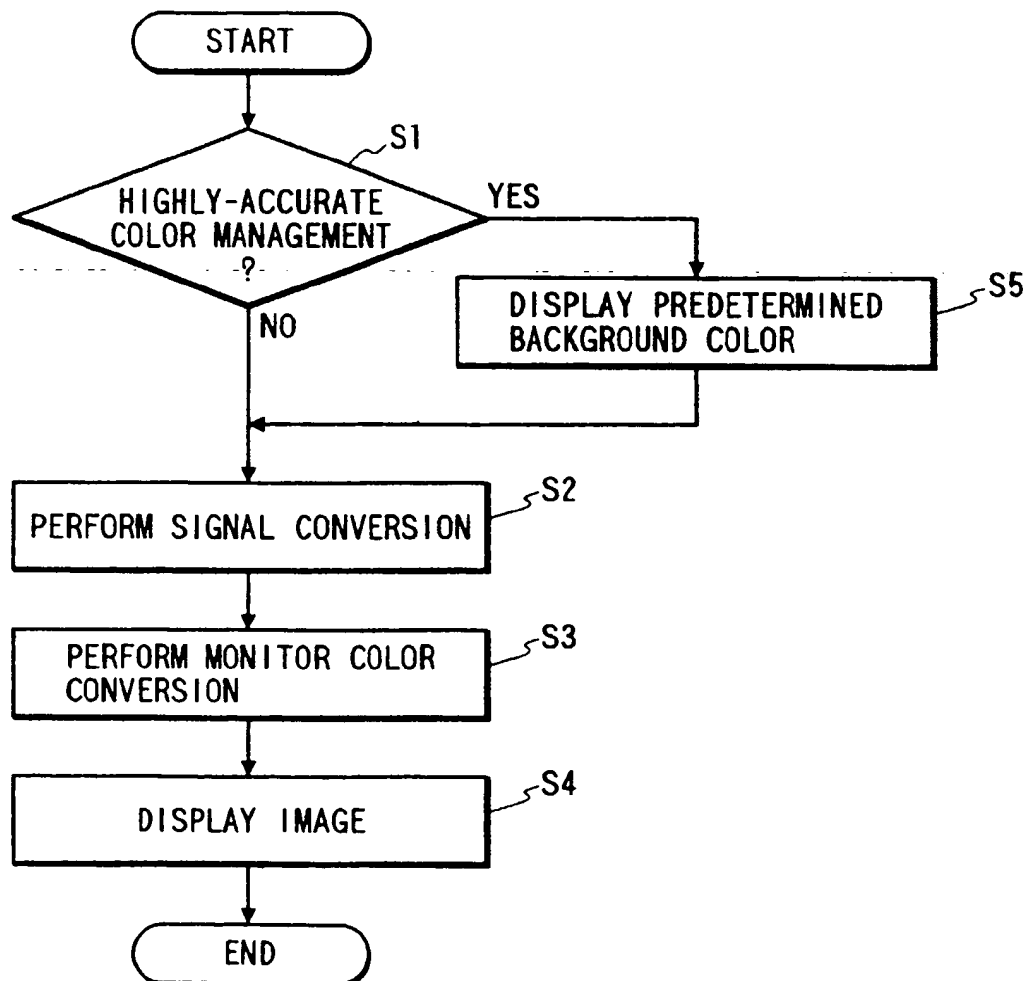 START
S1
HIGHLY-ACCURATE
COLOR MANAGEMENT
?
YES
NO
S5
DISPLAY PREDETERMINED
BACKGROUND COLOR
S2
PERFORM SIGNAL CONVERSION
S3
PERFORM MONITOR COLOR
CONVERSION
S4
DISPLAY IMAGE
END